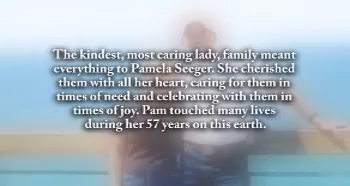 The kindest, most caring lady, family meant
everything to Pamela Seeger. She cherished
them with all her heart, caring for them in
times of need and celebrating with them in
times of joy. Pam touched many lives
during her 57 years on this earth.